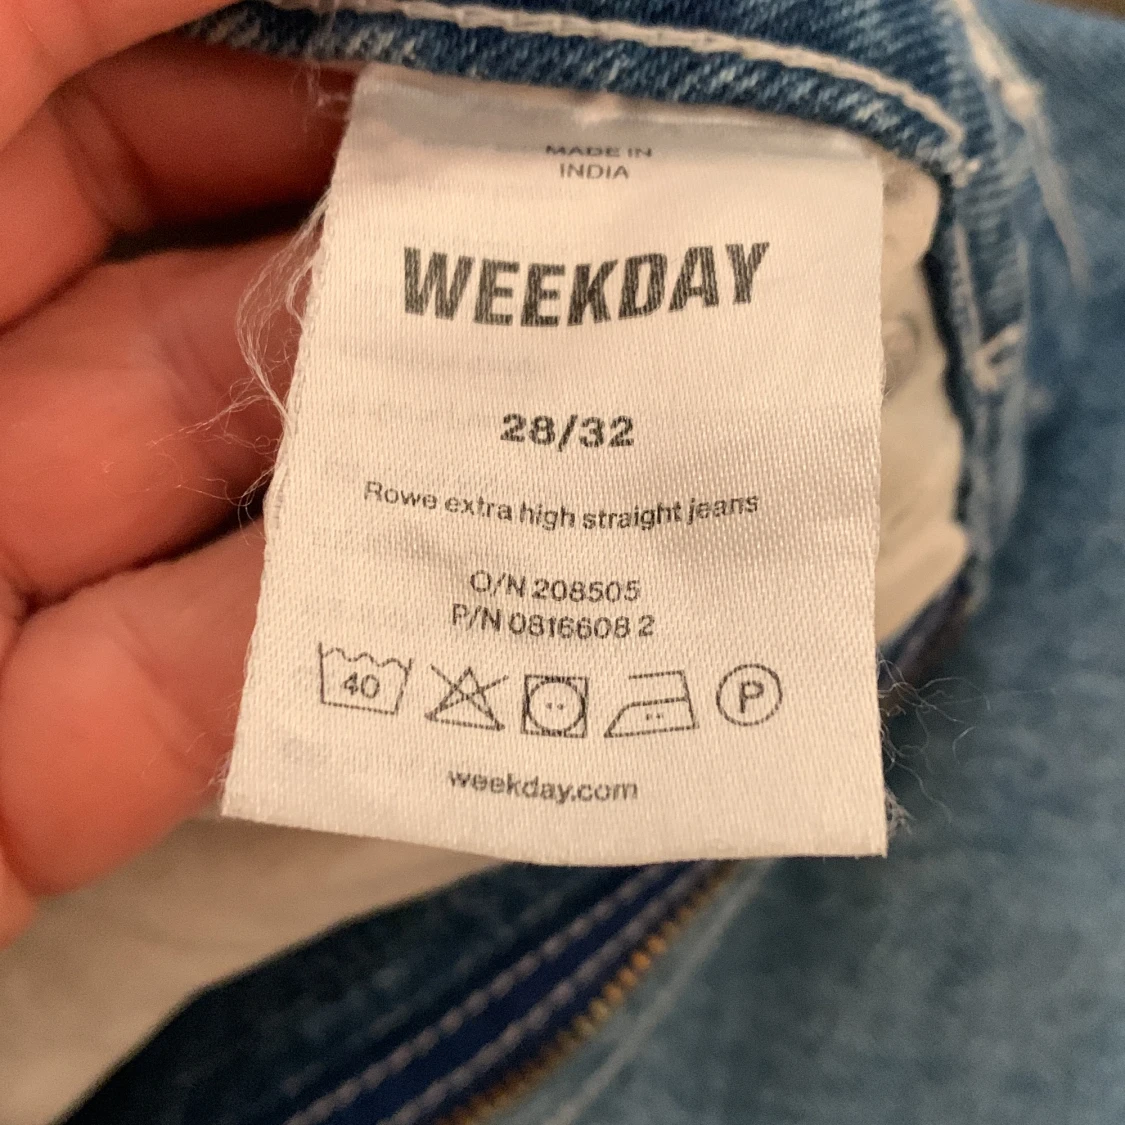 MADE IN
INDIA
WEEKDAY
28/32
Rowe extra high straight jeans
O/N 208505
P/N 0816608 2
40
P
weekday.com